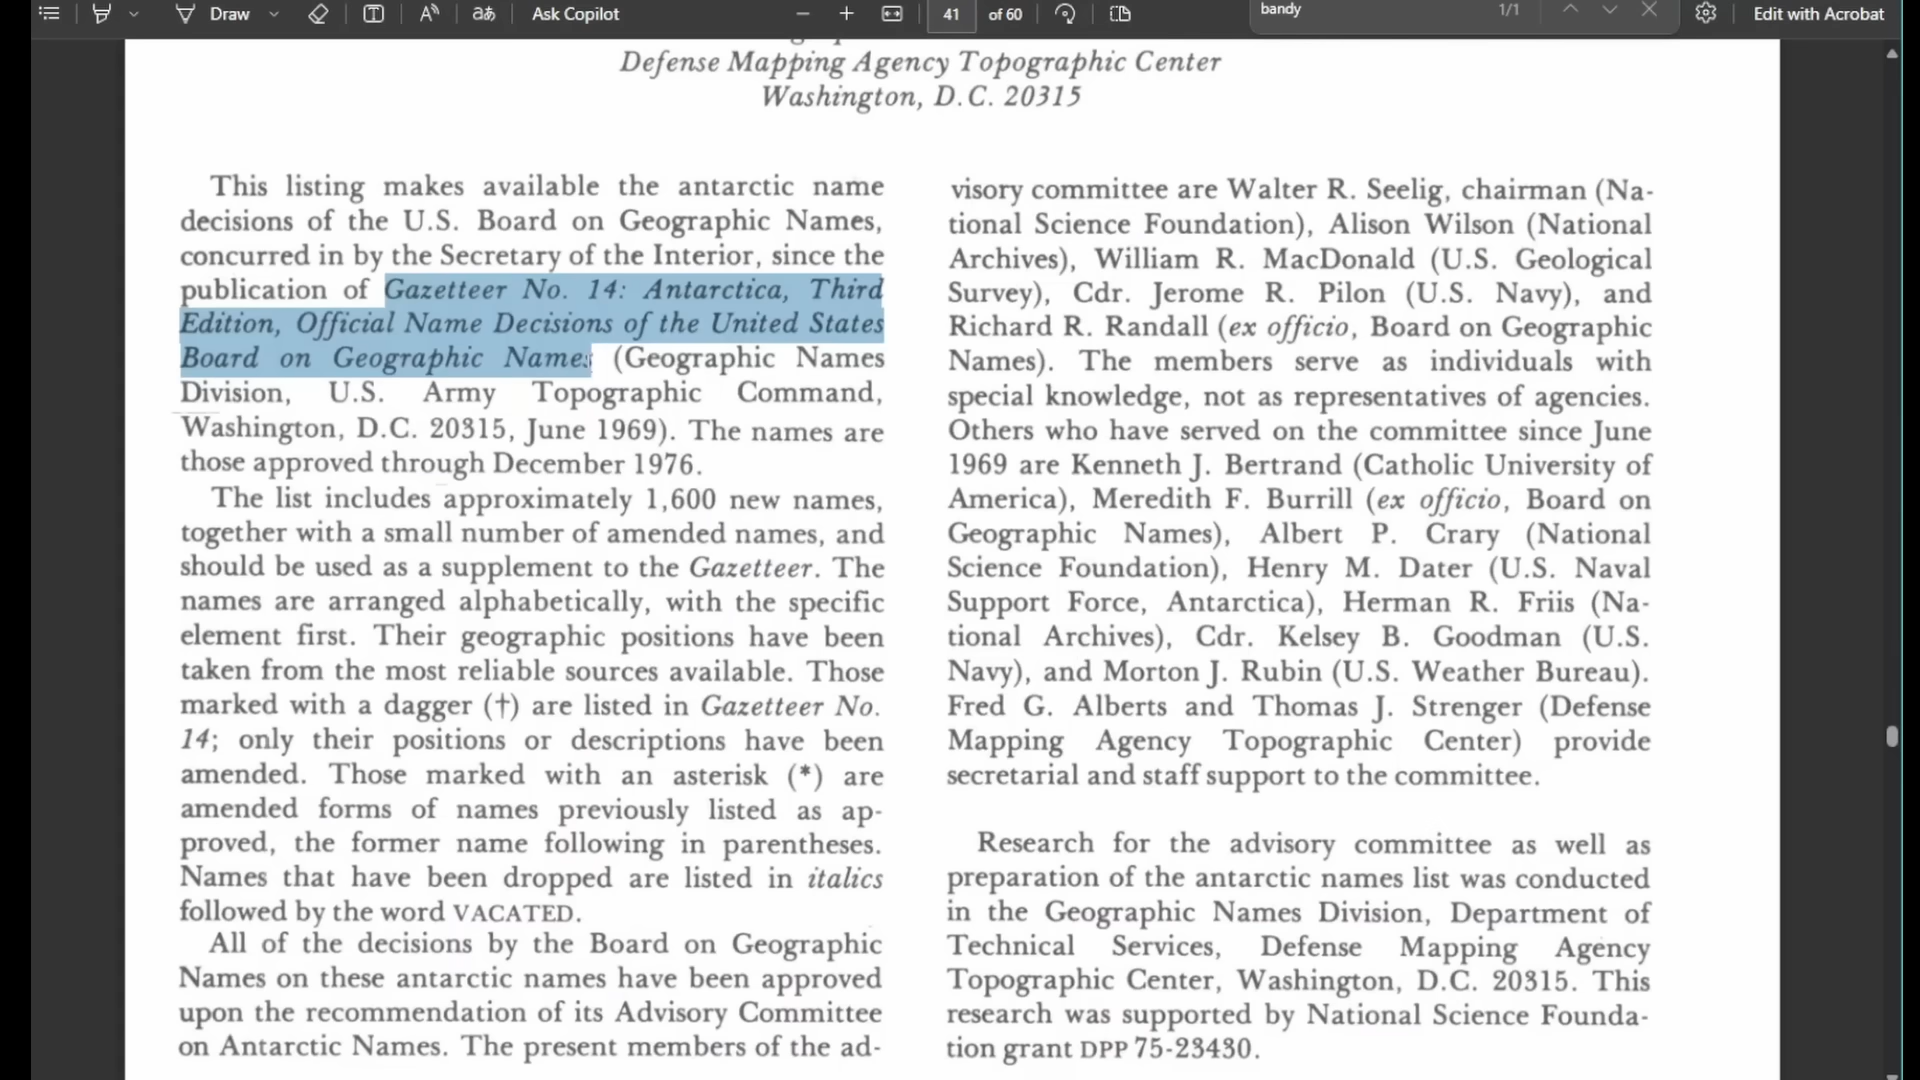 Draw
Ask Copilot
41 of 60
bandy
1/1
Edit with Acrobat
Defense Mapping Agency Topographic Center
Washington, D.C. 20315
This listing makes available the antarctic name
decisions of the U.S. Board on Geographic Names,
concurred in by the Secretary of the Interior, since the
publication of Gazetteer No. 14: Antarctica, Third
Edition, Official Name Decisions of the United States
Board on Geographic Names (Geographic Names
Division, U.S. Army Topographic Command,
Washington, D.C. 20315, June 1969). The names are
those approved through December 1976.
The list includes approximately 1,600 new names,
together with a small number of amended names, and
should be used as a supplement to the Gazetteer. The
names are arranged alphabetically, with the specific
element first. Their geographic positions have been
taken from the most reliable sources available. Those
marked with a dagger (†) are listed in Gazetteer No.
14; only their positions or descriptions have been
amended. Those marked with an asterisk (*) are
amended forms of names previously listed as ap-
proved, the former name following in parentheses.
Names that have been dropped are listed in italics
followed by the word VACATED.
All of the decisions by the Board on Geographic
Names on these antarctic names have been approved
upon the recommendation of its Advisory Committee
on Antarctic Names. The present members of the ad-
visory committee are Walter R. Seelig, chairman (Na-
tional Science Foundation), Alison Wilson (National
Archives), William R. MacDonald (U.S. Geological
Survey), Cdr. Jerome R. Pilon (U.S. Navy), and
Richard R. Randall (ex officio, Board on Geographic
Names). The members serve as individuals with
special knowledge, not as representatives of agencies.
Others who have served on the committee since June
1969 are Kenneth J. Bertrand (Catholic University of
America), Meredith F. Burrill (ex officio, Board on
Geographic Names), Albert P. Crary (National
Science Foundation), Henry M. Dater (U.S. Naval
Support Force, Antarctica), Herman R. Friis (Na-
tional Archives), Cdr. Kelsey B. Goodman (U.S.
Navy), and Morton J. Rubin (U.S. Weather Bureau).
Fred G. Alberts and Thomas J. Strenger (Defense
Mapping Agency Topographic Center) provide
secretarial and staff support to the committee.
Research for the advisory committee as well as
preparation of the antarctic names list was conducted
in the Geographic Names Division, Department of
Technical Services, Defense Mapping Agency
Topographic Center, Washington, D.C. 20315. This
research was supported by National Science Founda-
tion grant DPP 75-23430.